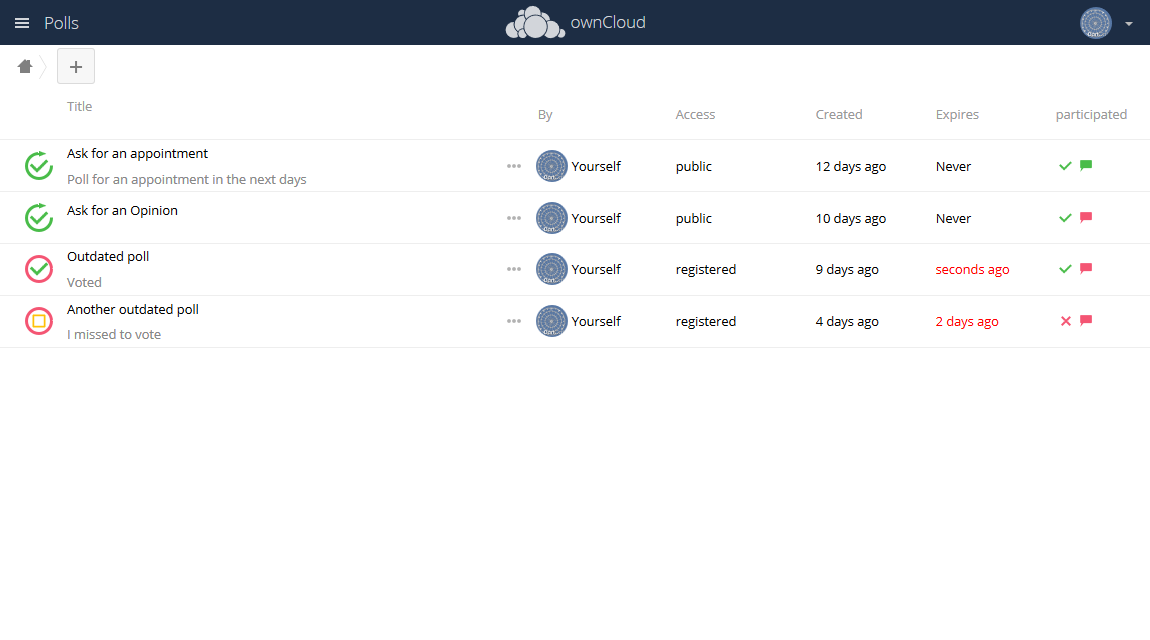 Polls
ownCloud
Title
By Access Created Expires participated
Ask for an appointment
Poll for an appointment in the next days
Yourself public 12 days ago Never
Ask for an Opinion
Yourself public 10 days ago Never
Outdated poll
Voted
Yourself registered 9 days ago seconds ago
Another outdated poll
I missed to vote
Yourself registered 4 days ago 2 days ago